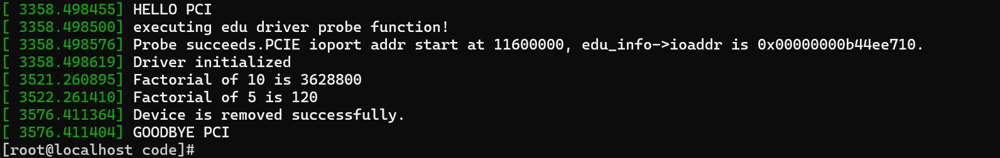 [ 3358.498455] HELLO PCI
[ 3358.498500] executing edu driver probe function!
[ 3358.498576] Probe succeeds.PCIE ioport addr start at 11600000, edu_info->ioaddr is 0x00000000b44ee710.
[ 3358.498619] Driver initialized
[ 3521.260895] Factorial of 10 is 3628800
[ 3522.261410] Factorial of 5 is 120
[ 3576.411364] Device is removed successfully.
[ 3576.411404] GOODBYE PCI
[root@localhost code]#